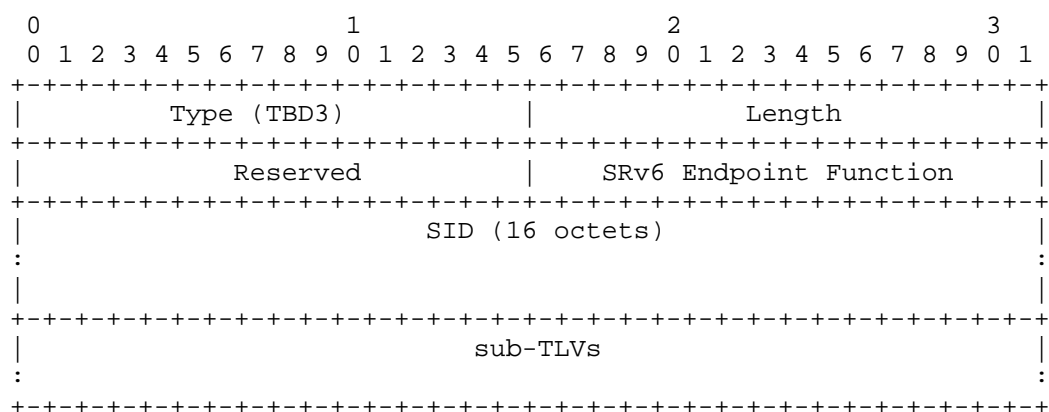 0                   1                   2                   3
 0 1 2 3 4 5 6 7 8 9 0 1 2 3 4 5 6 7 8 9 0 1 2 3 4 5 6 7 8 9 0 1
+-+-+-+-+-+-+-+-+-+-+-+-+-+-+-+-+-+-+-+-+-+-+-+-+-+-+-+-+-+-+-+-+
|         Type (TBD3)           |             Length            |
+-+-+-+-+-+-+-+-+-+-+-+-+-+-+-+-+-+-+-+-+-+-+-+-+-+-+-+-+-+-+-+-+
|             Reserved          |    SRv6 Endpoint Function     |
+-+-+-+-+-+-+-+-+-+-+-+-+-+-+-+-+-+-+-+-+-+-+-+-+-+-+-+-+-+-+-+-+
|                         SID (16 octets)                       |
:                                                               :
|                                                               |
+-+-+-+-+-+-+-+-+-+-+-+-+-+-+-+-+-+-+-+-+-+-+-+-+-+-+-+-+-+-+-+-+
|                            sub-TLVs                           |
:                                                               :
+-+-+-+-+-+-+-+-+-+-+-+-+-+-+-+-+-+-+-+-+-+-+-+-+-+-+-+-+-+-+-+-+